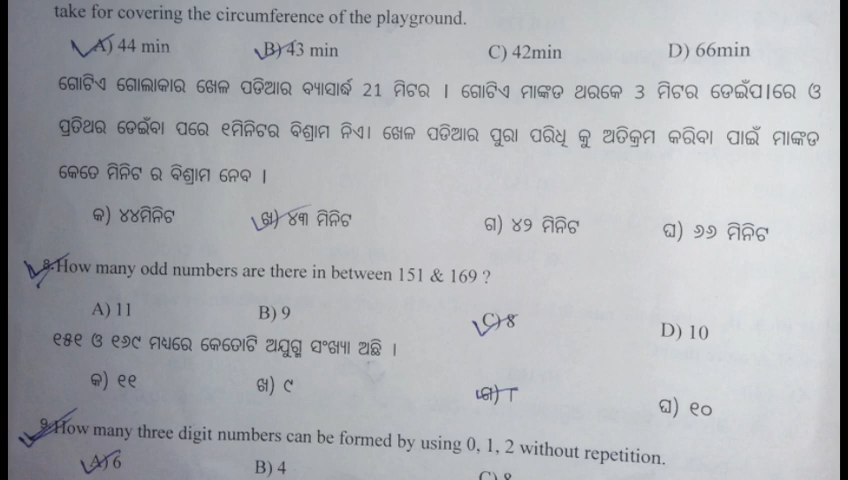 take for covering the circumference of the playground.
A) 44 min B) 43 min C) 42min D) 66min
ଗୋଟିଏ ଗୋଲାକାର ଖେଳ ପଡିଆର ବ୍ୟାସାର୍ଦ୍ଧ 21 ମିଟର । ଗୋଟିଏ ମାଙ୍କଡ ଥରକେ 3 ମିଟର ଡେଇଁପାରେ ଓ
ପ୍ରତିଥର ଡେଇଁବା ପରେ ୧ମିନିଟର ବିଶ୍ରାମ ନିଏ। ଖେଳ ପଡିଆର ପୁରା ପରିଧି କୁ ଅତିକ୍ରମ କରିବା ପାଇଁ ମାଙ୍କଡ
କେତେ ମିନିଟ ର ବିଶ୍ରାମ ନେବ ।
କ) ୪୪ମିନିଟ ଖ) ୪୩ ମିନିଟ ଗ) ୪୨ ମିନିଟ ଘ) ୬୬ ମିନିଟ
8.How many odd numbers are there in between 151 & 169 ?
A) 11 B) 9 C) 8 D) 10
୧୫୧ ଓ ୧୬୯ ମଧ୍ୟରେ କେତୋଟି ଅଯୁଗ୍ମ ସଂଖ୍ୟା ଅଛି ।
କ) ୧୧ ଖ) ୯ ଗ) ୮ ଘ) ୧୦
9.How many three digit numbers can be formed by using 0, 1, 2 without repetition.
A) 6 B) 4 C) 8